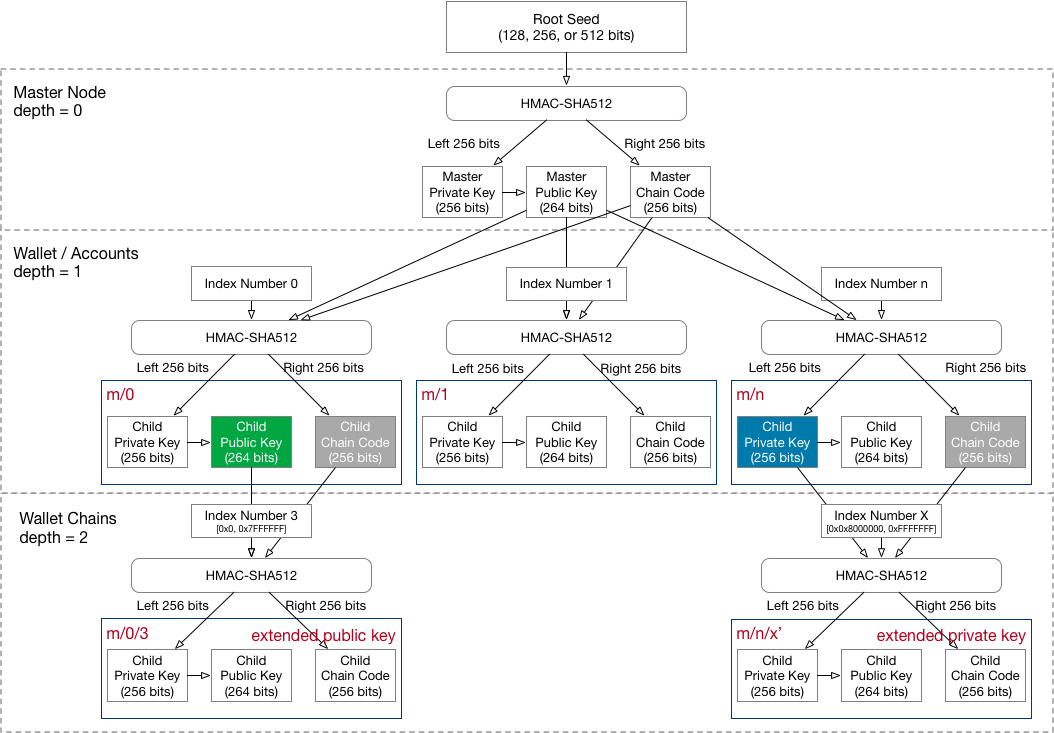 Root Seed
(128, 256, or 512 bits)
Master Node
depth = 0
HMAC-SHA512
Left 256 bits
Right 256 bits
Master
Private Key
(256 bits)
Master
Public Key
(264 bits)
Master
Chain Code
(256 bits)
Wallet / Accounts
depth = 1
Index Number 0
Index Number 1
Index Number n
HMAC-SHA512
HMAC-SHA512
HMAC-SHA512
Left 256 bits
Right 256 bits
Left 256 bits
Right 256 bits
Left 256 bits
Right 256 bits
m/0
Child
Private Key
(256 bits)
Child
Public Key
(264 bits)
Child
Chain Code
(256 bits)
m/1
Child
Private Key
(256 bits)
Child
Public Key
(264 bits)
Child
Chain Code
(256 bits)
m/n
Child
Private Key
(256 bits)
Child
Public Key
(264 bits)
Child
Chain Code
(256 bits)
Wallet Chains
depth = 2
Index Number 3
[0x0, 0x7FFFFFF]
Index Number X
[0x0x8000000, 0xFFFFFFF]
HMAC-SHA512
HMAC-SHA512
Left 256 bits
Right 256 bits
Left 256 bits
Right 256 bits
m/0/3
extended public key
Child
Private Key
(256 bits)
Child
Public Key
(264 bits)
Child
Chain Code
(256 bits)
m/n/x’
extended private key
Child
Private Key
(256 bits)
Child
Public Key
(264 bits)
Child
Chain Code
(256 bits)